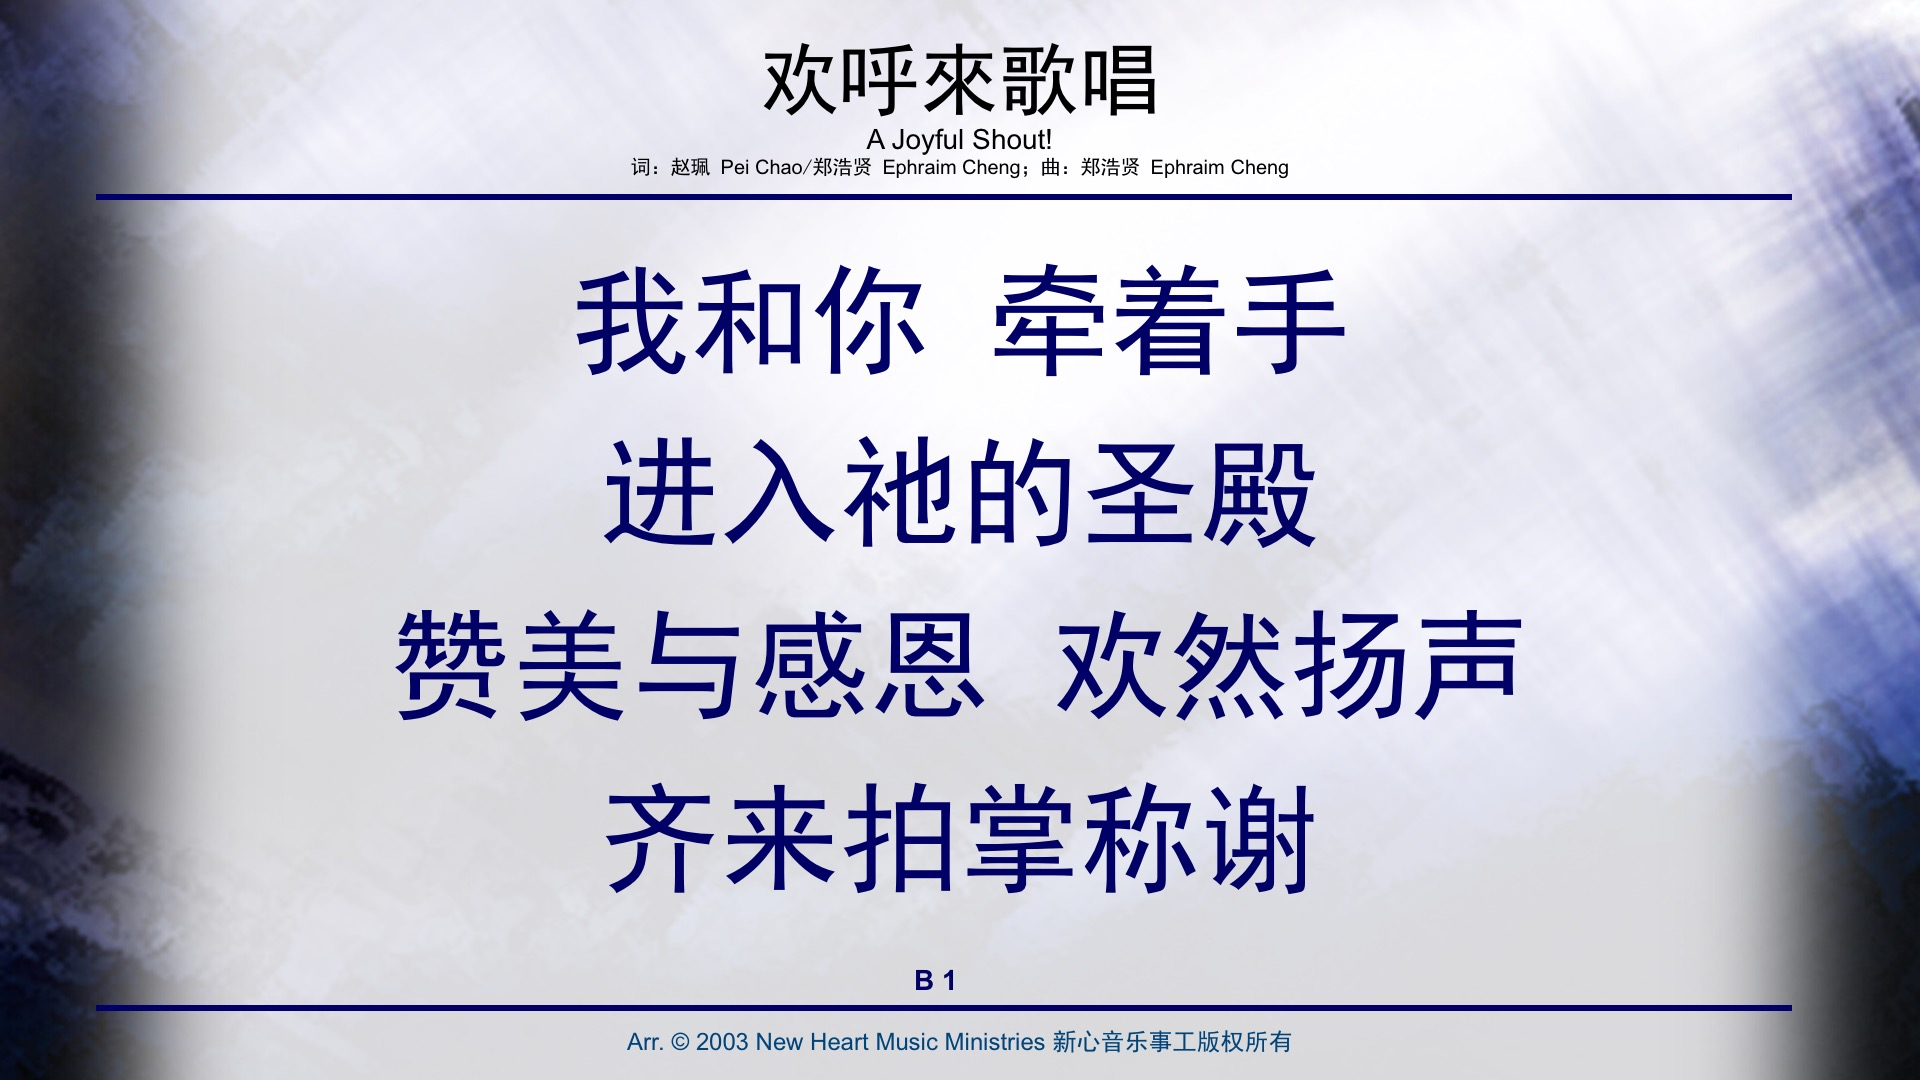 欢呼來歌唱
A Joyful Shout!
词：赵珮 Pei Chao/郑浩贤 Ephraim Cheng；曲：郑浩贤 Ephraim Cheng
我和你 牵着手
进入祂的圣殿
赞美与感恩 欢然扬声
齐来拍掌称谢
B 1
Arr. © 2003 New Heart Music Ministries 新心音乐事工版权所有